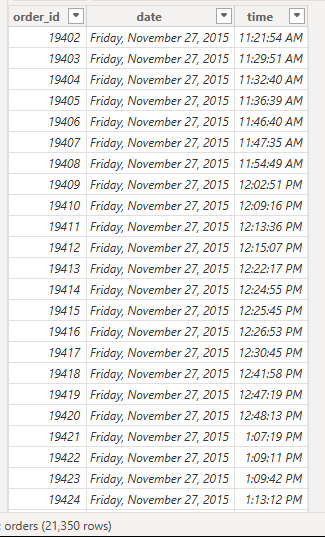 order_id date time
19402 Friday, November 27, 2015 11:21:54 AM
19403 Friday, November 27, 2015 11:29:51 AM
19404 Friday, November 27, 2015 11:32:40 AM
19405 Friday, November 27, 2015 11:36:39 AM
19406 Friday, November 27, 2015 11:46:40 AM
19407 Friday, November 27, 2015 11:47:35 AM
19408 Friday, November 27, 2015 11:54:49 AM
19409 Friday, November 27, 2015 12:02:51 PM
19410 Friday, November 27, 2015 12:09:16 PM
19411 Friday, November 27, 2015 12:13:36 PM
19412 Friday, November 27, 2015 12:15:07 PM
19413 Friday, November 27, 2015 12:22:17 PM
19414 Friday, November 27, 2015 12:24:55 PM
19415 Friday, November 27, 2015 12:25:45 PM
19416 Friday, November 27, 2015 12:26:53 PM
19417 Friday, November 27, 2015 12:30:45 PM
19418 Friday, November 27, 2015 12:41:58 PM
19419 Friday, November 27, 2015 12:47:19 PM
19420 Friday, November 27, 2015 12:48:13 PM
19421 Friday, November 27, 2015 1:07:19 PM
19422 Friday, November 27, 2015 1:09:11 PM
19423 Friday, November 27, 2015 1:09:42 PM
19424 Friday, November 27, 2015 1:13:12 PM
: orders (21,350 rows)